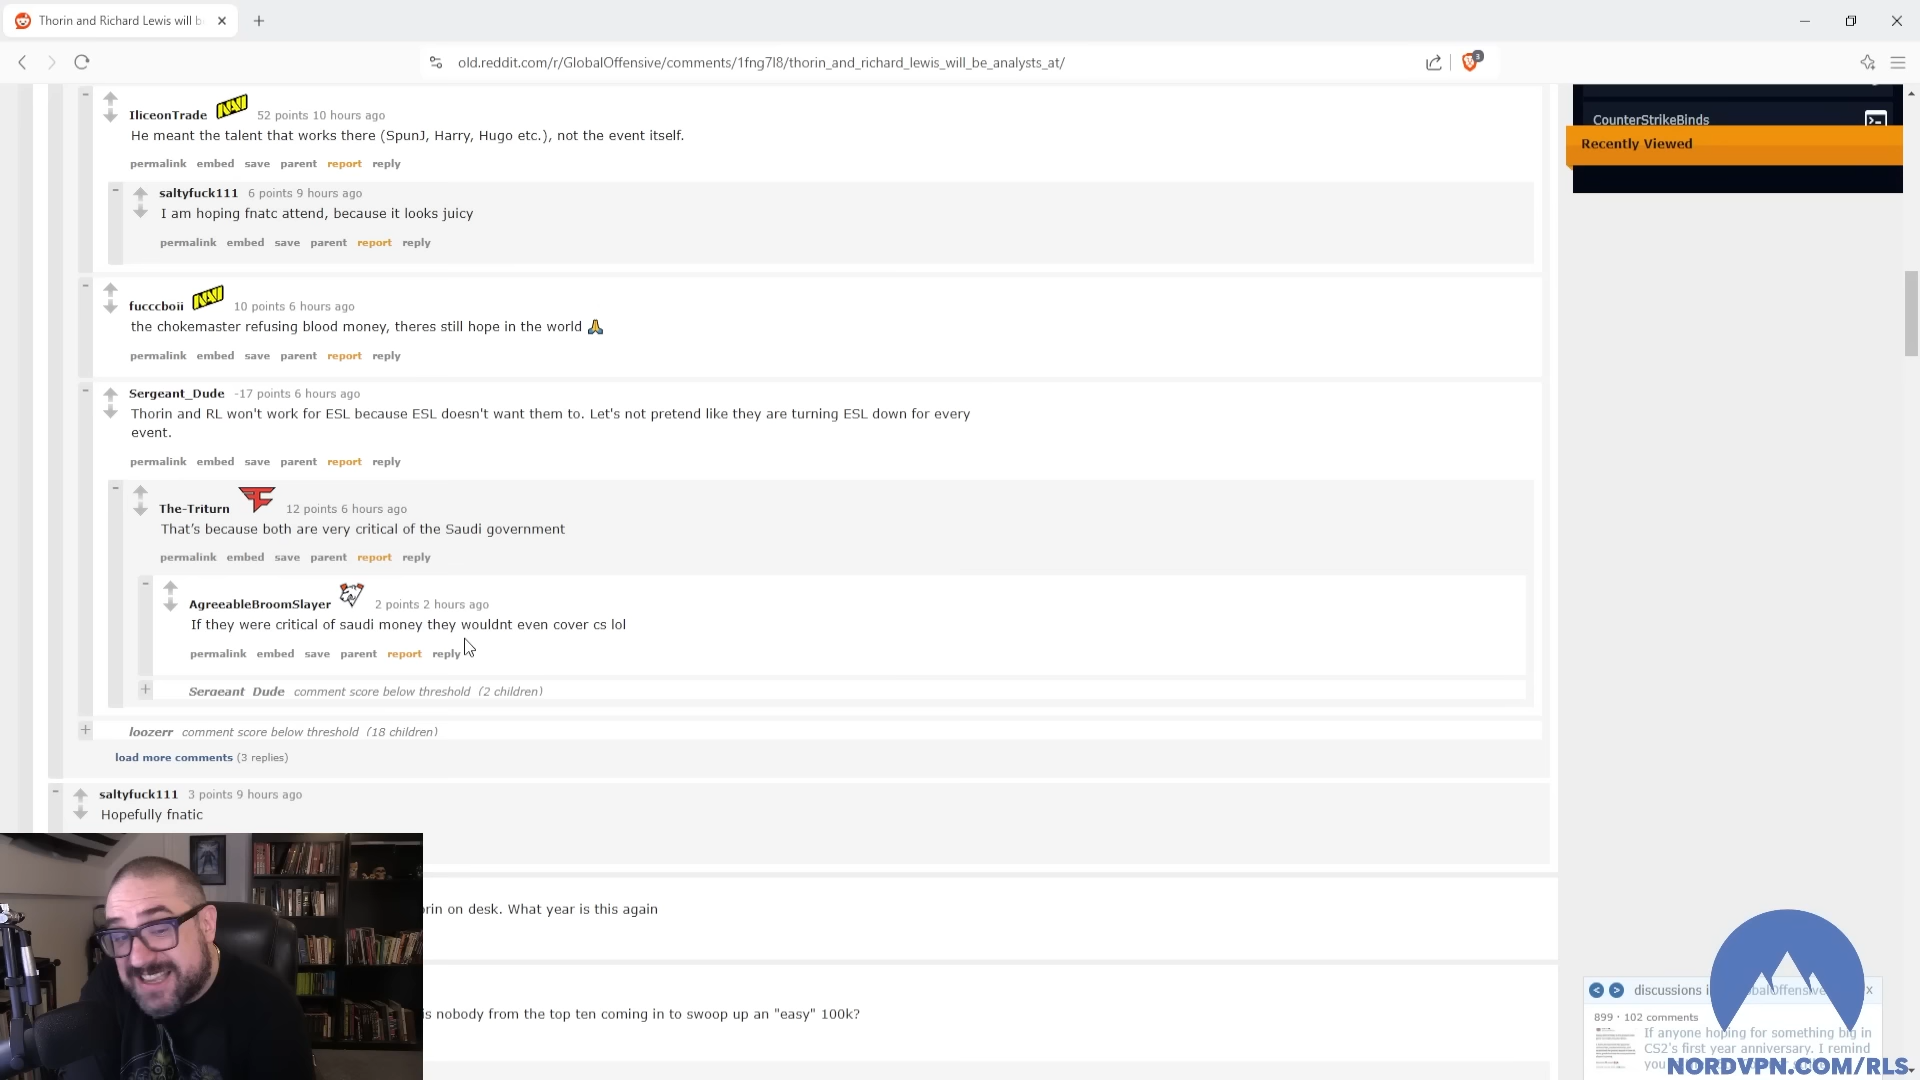 Thorin and Richard Lewis will b
old.reddit.com/r/GlobalOffensive/comments/1fng7l8/thorin_and_richard_lewis_will_be_analysts_at/
3
CounterStrikeBinds
Recently Viewed
IliceonTrade 52 points 10 hours ago
He meant the talent that works there (SpunJ, Harry, Hugo etc.), not the event itself.
permalink embed save parent report reply
saltyfuck111 6 points 9 hours ago
I am hoping fnatc attend, because it looks juicy
permalink embed save parent report reply
fucccboii 10 points 6 hours ago
the chokemaster refusing blood money, theres still hope in the world 🙏
permalink embed save parent report reply
Sergeant_Dude -17 points 6 hours ago
Thorin and RL won't work for ESL because ESL doesn't want them to. Let's not pretend like they are turning ESL down for every
event.
permalink embed save parent report reply
The-Triturn 12 points 6 hours ago
That's because both are very critical of the Saudi government
permalink embed save parent report reply
AgreeableBroomSlayer 2 points 2 hours ago
If they were critical of saudi money they wouldnt even cover cs lol
permalink embed save parent report reply
Sergeant_Dude comment score below threshold (2 children)
loozerr comment score below threshold (18 children)
load more comments (3 replies)
saltyfuck111 3 points 9 hours ago
Hopefully fnatic
orin on desk. What year is this again
is nobody from the top ten coming in to swoop up an "easy" 100k?
discussions i balOffensive x
899 · 102 comments
If anyone hoping for something big in
CS2's first year anniversary. I remind
you
NORDVPN.COM/RLS